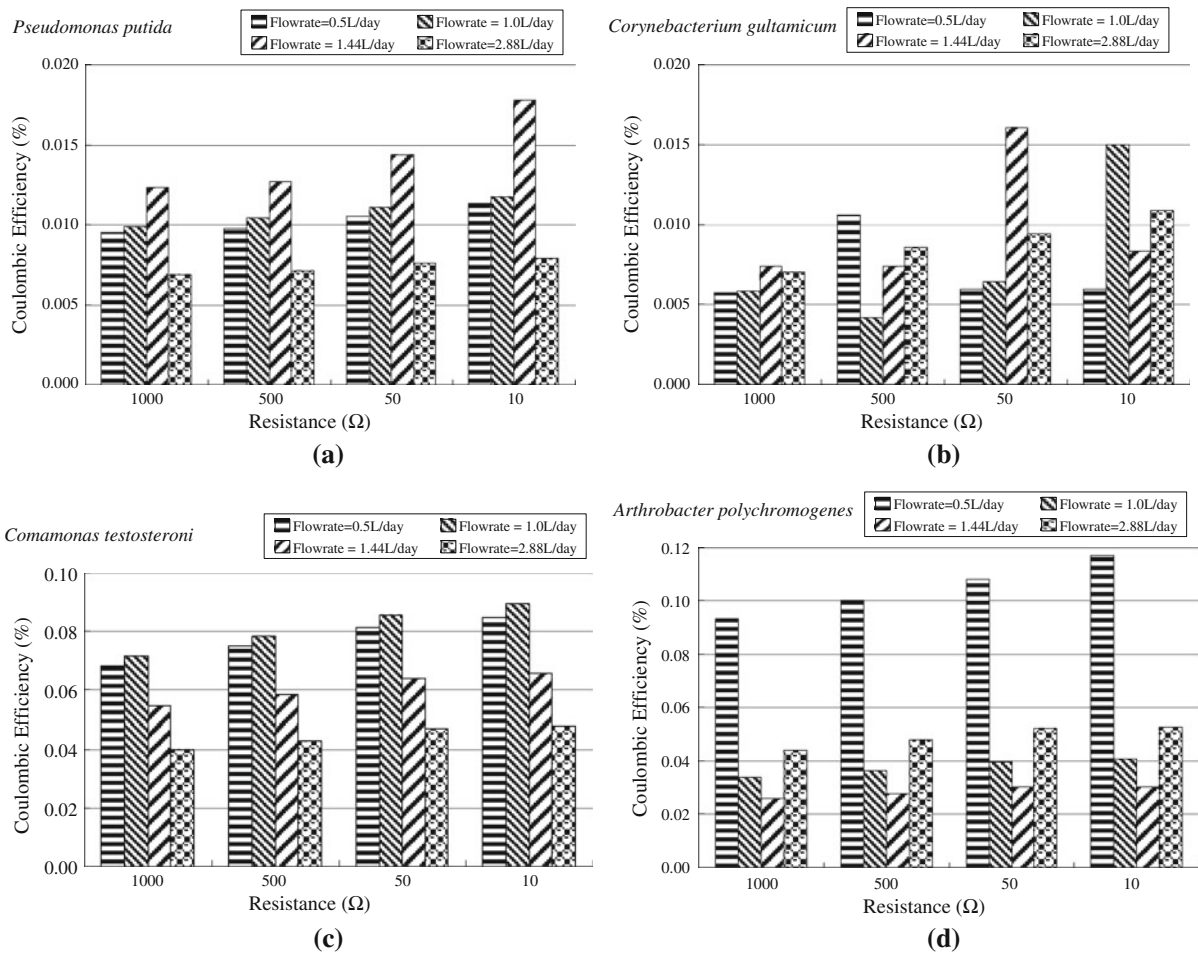 Pseudomonas putida
Flowrate=0.5L/day Flowrate = 1.0L/day
Flowrate = 1.44L/day Flowrate=2.88L/day
Coulombic Efficiency (%)
0.020
0.015
0.010
0.005
0.000
1000 500 50 10
Resistance (Ω)
(a)
Corynebacterium gultamicum
Flowrate=0.5L/day Flowrate = 1.0L/day
Flowrate = 1.44L/day Flowrate=2.88L/day
Coulombic Efficiency (%)
0.020
0.015
0.010
0.005
0.000
1000 500 50 10
Resistance (Ω)
(b)
Comamonas testosteroni
Flowrate=0.5L/day Flowrate = 1.0L/day
Flowrate = 1.44L/day Flowrate=2.88L/day
Coulombic Efficiency (%)
0.10
0.08
0.06
0.04
0.02
0.00
1000 500 50 10
Resistance (Ω)
(c)
Arthrobacter polychromogenes
Flowrate=0.5L/day Flowrate = 1.0L/day
Flowrate = 1.44L/day Flowrate=2.88L/day
Coulombic Efficiency (%)
0.12
0.10
0.08
0.06
0.04
0.02
0.00
1000 500 50 10
Resistance (Ω)
(d)